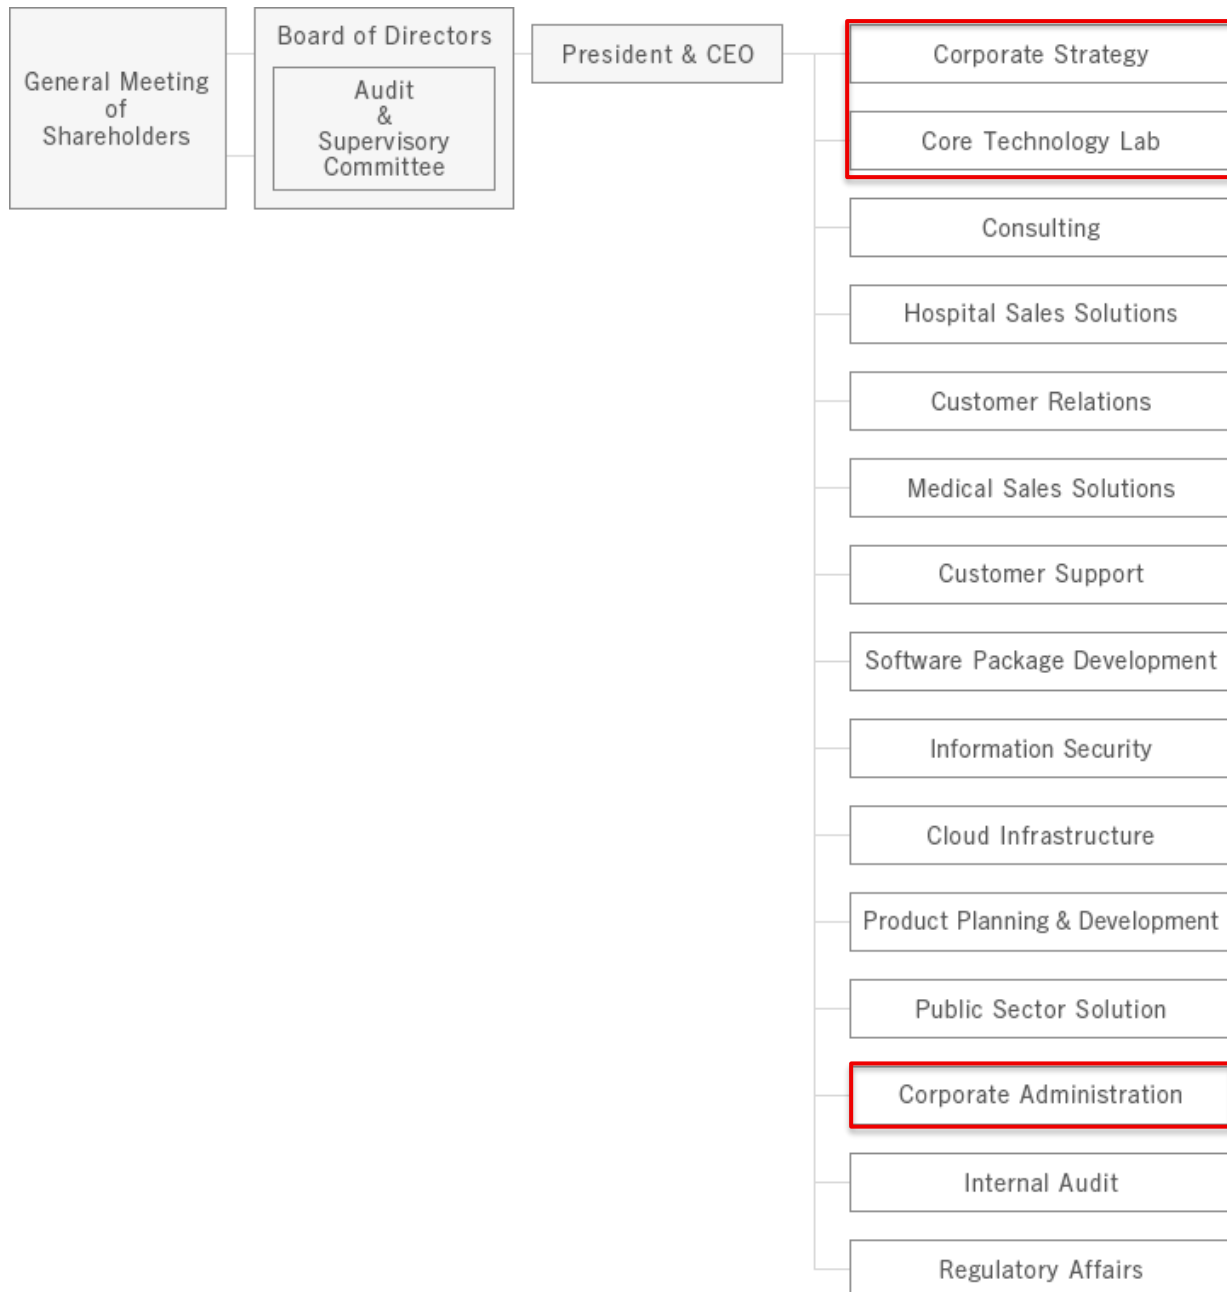 General Meeting
of
Shareholders
Board of Directors
Audit
&
Supervisory
Committee
President & CEO
Corporate Strategy
Core Technology Lab
Consulting
Hospital Sales Solutions
Customer Relations
Medical Sales Solutions
Customer Support
Software Package Development
Information Security
Cloud Infrastructure
Product Planning & Development
Public Sector Solution
Corporate Administration
Internal Audit
Regulatory Affairs